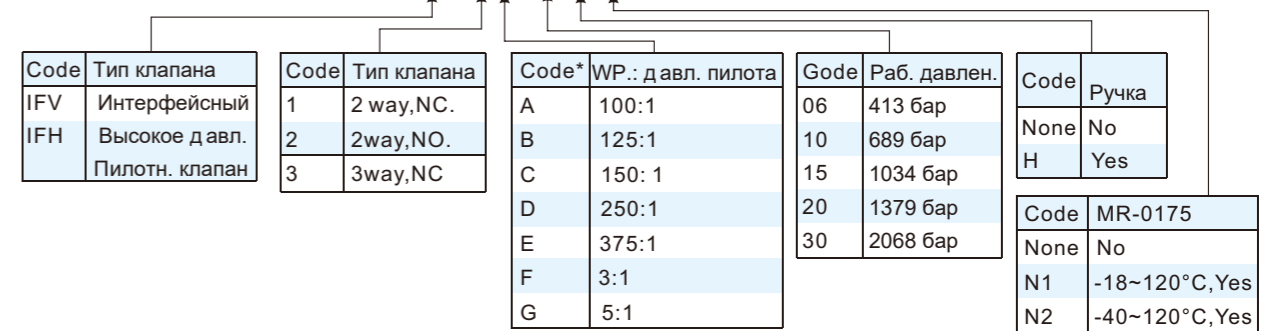 Code Тип клапана
IFV Интерфейсный
IFH Высокое д авл.
Пилотн. клапан
Code Тип клапана
1 2 way,NC.
2 2way,NO.
3 3way,NC
Code* WP.: д авл. пилота
A 100:1
B 125:1
C 150: 1
D 250:1
E 375:1
F 3:1
G 5:1
Gode Раб. давлен.
06 413 бар
10 689 бар
15 1034 бар
20 1379 бар
30 2068 бар
Code Ручка
None No
H Yes
Code MR-0175
None No
N1 -18~120°C,Yes
N2 -40~120°C,Yes